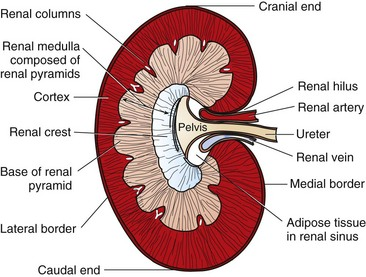 Renal columns
Renal medulla
composed of
renal pyramids
Cortex
Renal crest
Base of renal
pyramid
Lateral border
Caudal end
Pelvis
Cranial end
Renal hilus
Renal artery
Ureter
Renal vein
Medial border
Adipose tissue
in renal sinus